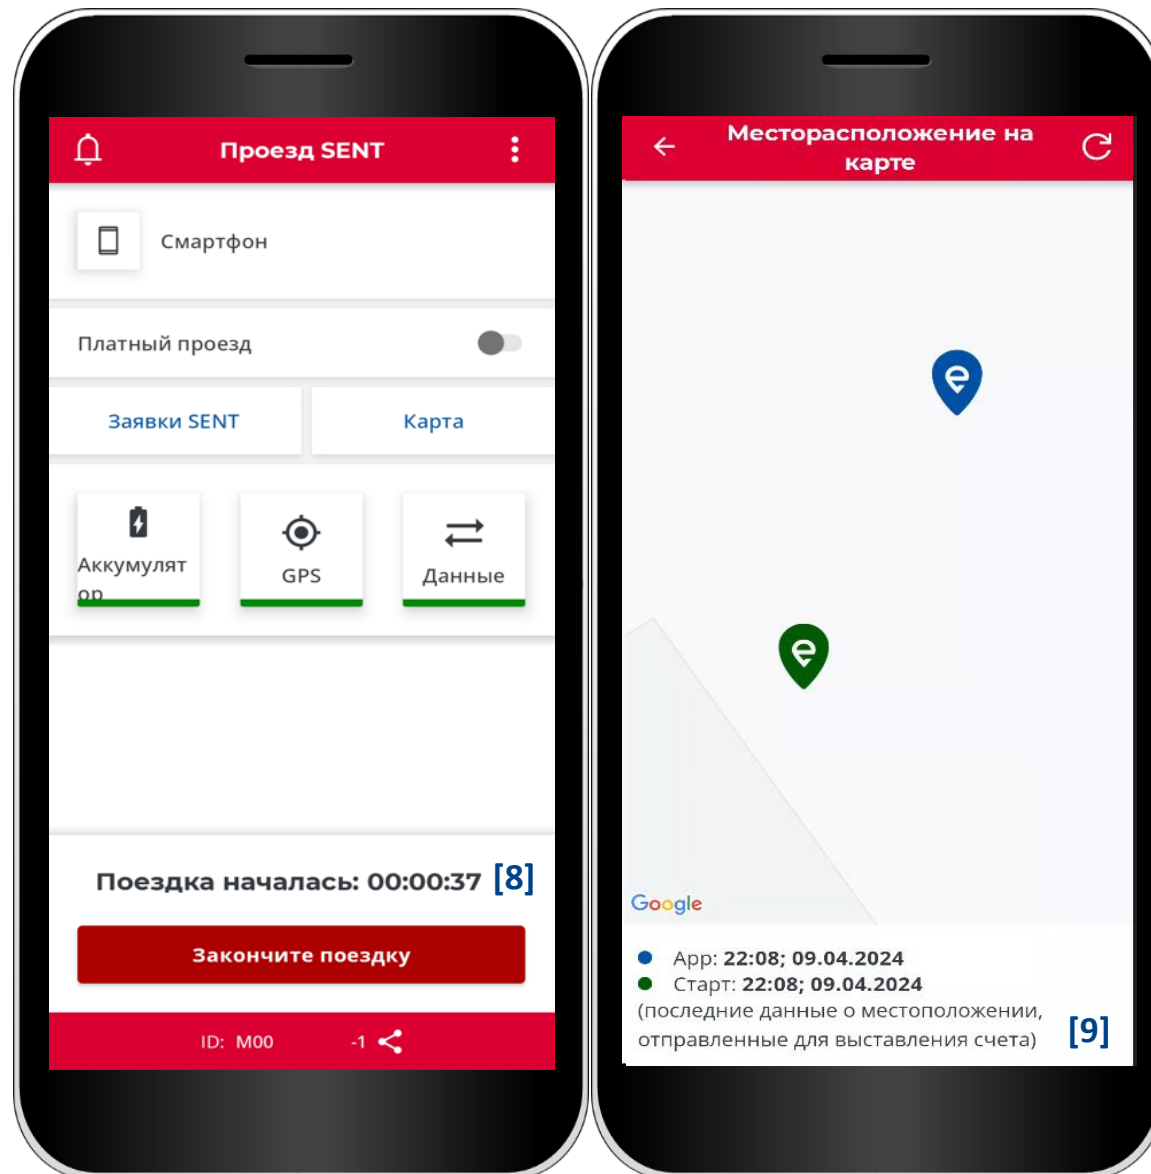 Проезд SENT
Смартфон
Платный проезд
Заявки SENT
Карта
Аккумулят
ор
GPS
Данные
Поездка началась: 00:00:37 [8]
Закончите поездку
ID: M00 -1
Месторасположение на
карте
Google
App: 22:08; 09.04.2024
Старт: 22:08; 09.04.2024
(последние данные о местоположении,
отправленные для выставления счета) [9]